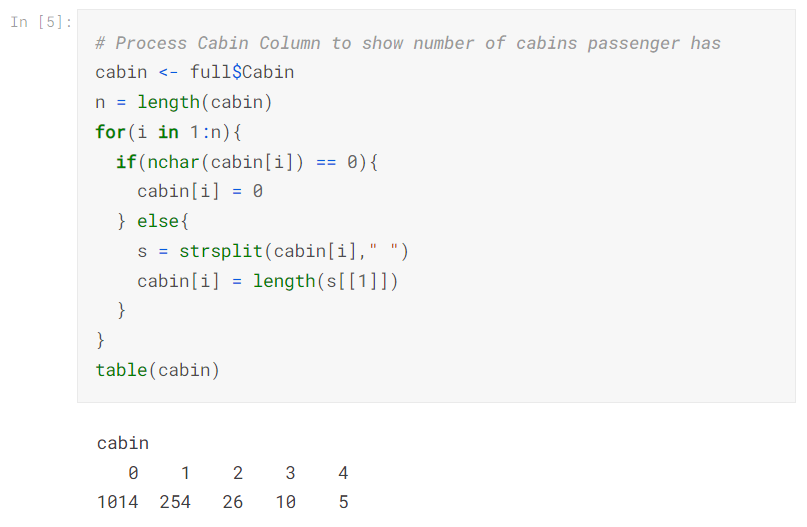 In [5]:
# Process Cabin Column to show number of cabins passenger has
cabin <- full$Cabin
n = length(cabin)
for(i in 1:n){
  if(nchar(cabin[i]) == 0){
    cabin[i] = 0
  } else{
    s = strsplit(cabin[i]," ")
    cabin[i] = length(s[[1]])
  }
}
table(cabin)
cabin
   0    1    2    3    4
1014  254   26   10    5